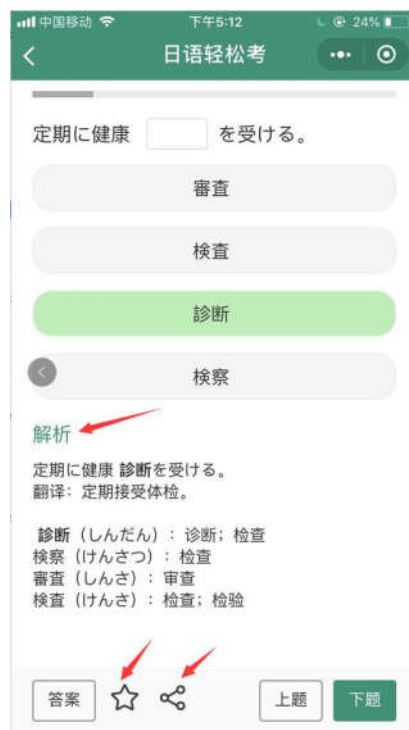 中国移动 下午5:12 24%
日语轻松考
定期に健康 を受ける。
審査
検査
診断
検察
解析
定期に健康 診断を受ける。
翻译：定期接受体检。
診断（しんだん）：诊断；检查
検察（けんさつ）：检查
審査（しんさ）：审查
検査（けんさ）：检查；检验
答案 上题 下题